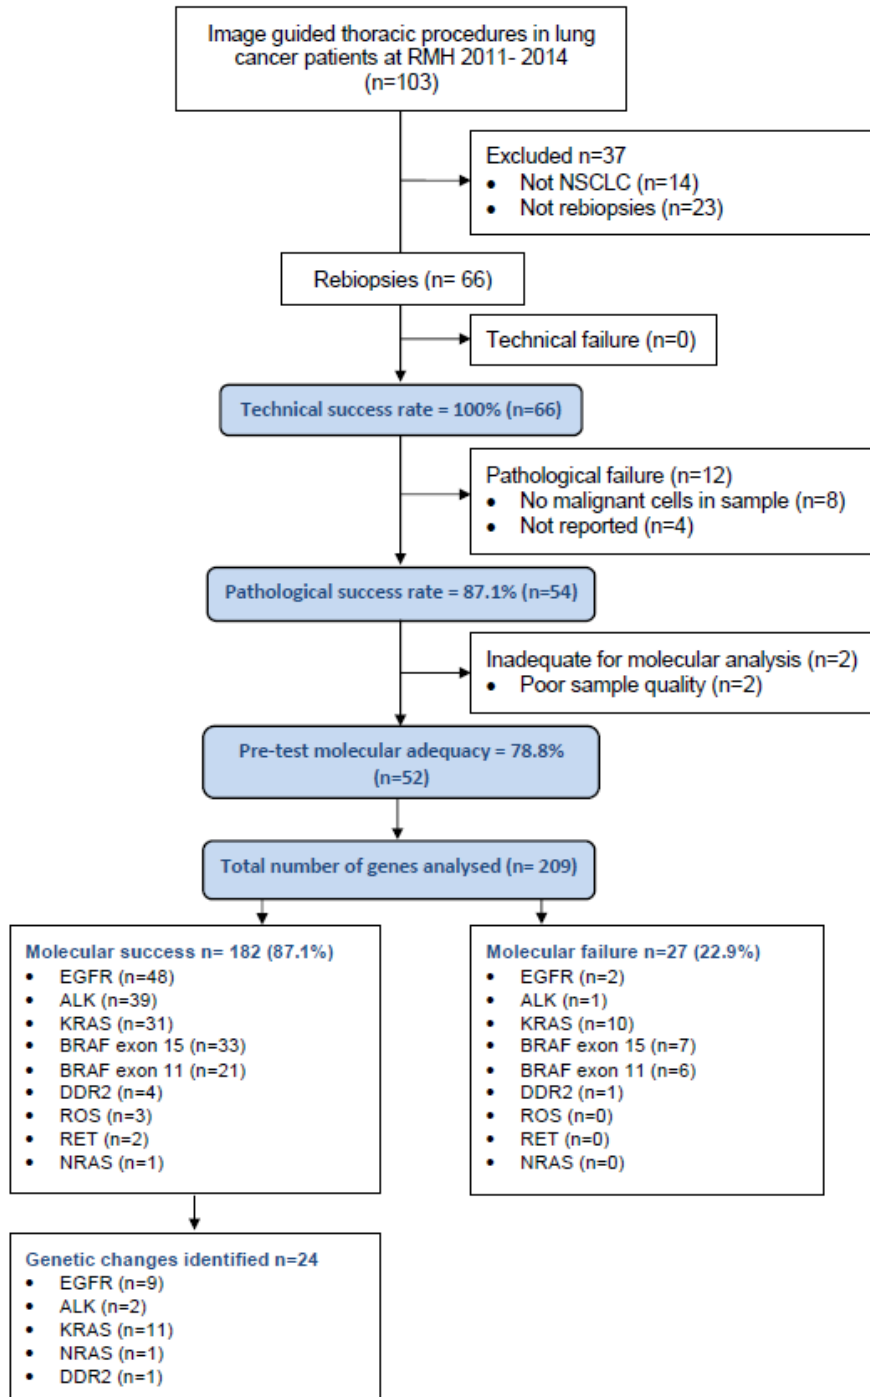 Image guided thoracic procedures in lung
cancer patients at RMH 2011- 2014
(n=103)
Excluded n=37
• Not NSCLC (n=14)
• Not rebiopsies (n=23)
Rebiopsies (n= 66)
Technical failure (n=0)
Technical success rate = 100% (n=66)
Pathological failure (n=12)
• No malignant cells in sample (n=8)
• Not reported (n=4)
Pathological success rate = 87.1% (n=54)
Inadequate for molecular analysis (n=2)
• Poor sample quality (n=2)
Pre-test molecular adequacy = 78.8%
(n=52)
Total number of genes analysed (n= 209)
Molecular success n= 182 (87.1%)
• EGFR (n=48)
• ALK (n=39)
• KRAS (n=31)
• BRAF exon 15 (n=33)
• BRAF exon 11 (n=21)
• DDR2 (n=4)
• ROS (n=3)
• RET (n=2)
• NRAS (n=1)
Molecular failure n=27 (22.9%)
• EGFR (n=2)
• ALK (n=1)
• KRAS (n=10)
• BRAF exon 15 (n=7)
• BRAF exon 11 (n=6)
• DDR2 (n=1)
• ROS (n=0)
• RET (n=0)
• NRAS (n=0)
Genetic changes identified n=24
• EGFR (n=9)
• ALK (n=2)
• KRAS (n=11)
• NRAS (n=1)
• DDR2 (n=1)